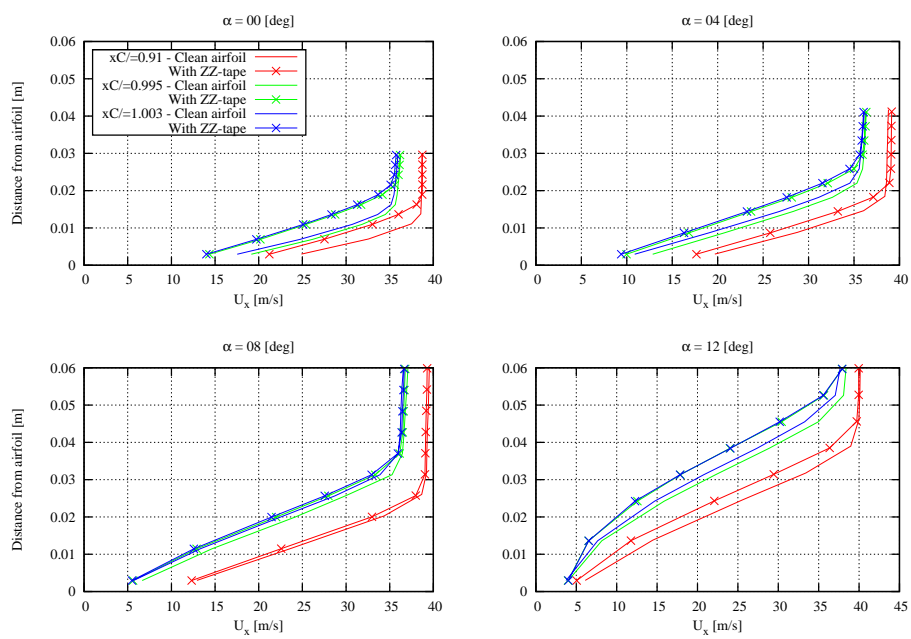 α = 00 [deg]
0.06
0.05
0.04
0.03
0.02
0.01
0
Distance from airfoil [m]
xC/=0.91 - Clean airfoil
With ZZ-tape
xC/=0.995 - Clean airfoil
With ZZ-tape
xC/=1.003 - Clean airfoil
With ZZ-tape
0 5 10 15 20 25 30 35 40
Ux [m/s]
α = 04 [deg]
0.06
0.05
0.04
0.03
0.02
0.01
0
0 5 10 15 20 25 30 35 40
Ux [m/s]
α = 08 [deg]
0.06
0.05
0.04
0.03
0.02
0.01
0
Distance from airfoil [m]
0 5 10 15 20 25 30 35 40
Ux [m/s]
α = 12 [deg]
0.06
0.05
0.04
0.03
0.02
0.01
0
0 5 10 15 20 25 30 35 40 45
Ux [m/s]